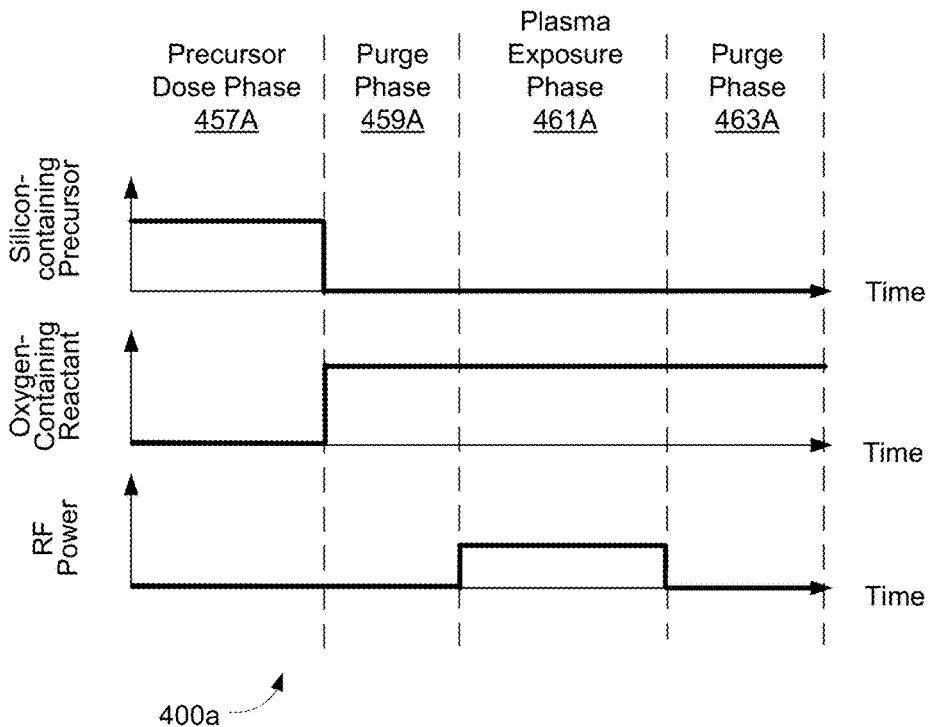 Precursor
Dose Phase
457A
Purge
Phase
459A
Plasma
Exposure
Phase
461A
Purge
Phase
463A
Silicon-
containing
Precursor
Time
Oxygen-
Containing
Reactant
Time
RF
Power
Time
400a